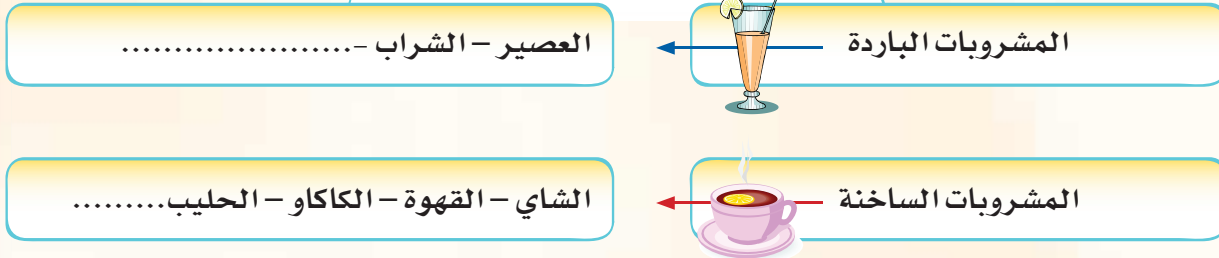 المشروبات الباردة
العصير – الشراب -......................
المشروبات الساخنة
الشاي – القهوة – الكاكاو – الحليب.........